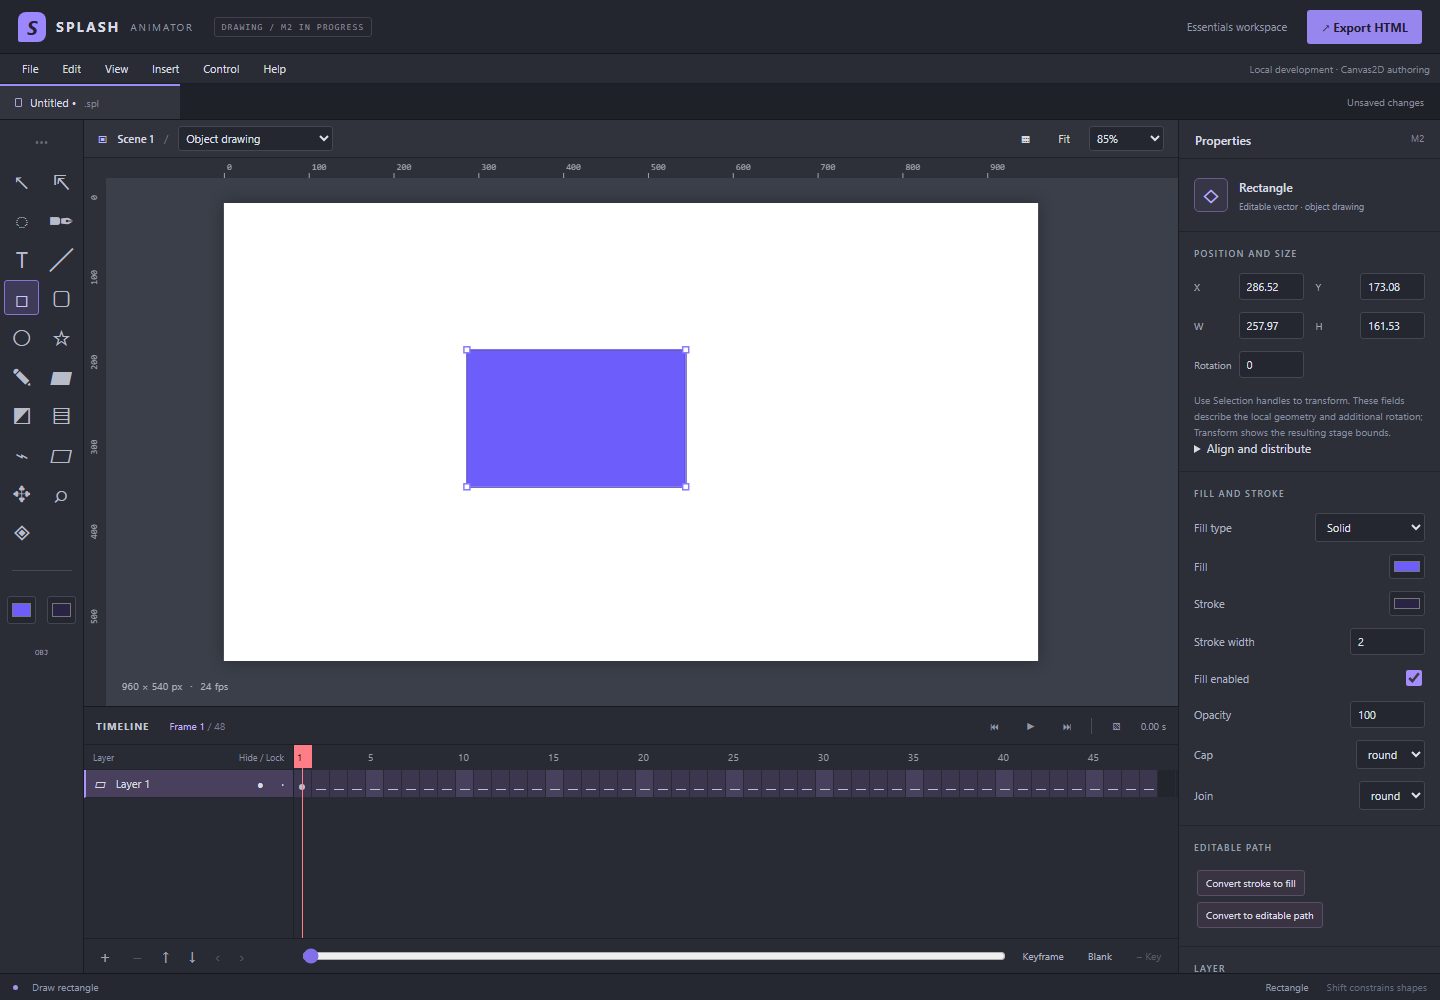 S SPLASH ANIMATOR DRAWING / M2 IN PROGRESS Essentials workspace ↗ Export HTML
File Edit View Insert Control Help Local development · Canvas2D authoring
Untitled • .spl Unsaved changes
Scene 1 / Object drawing Fit 85%
0 100 200 300 400 500 600 700 800 900
0
100
200
300
400
500
T
OBJ
960 × 540 px · 24 fps
Properties M2
Rectangle
Editable vector · object drawing
POSITION AND SIZE
X 286.52 Y 173.08
W 257.97 H 161.53
Rotation 0
Use Selection handles to transform. These fields
describe the local geometry and additional rotation;
Transform shows the resulting stage bounds.
Align and distribute
FILL AND STROKE
Fill type Solid
Fill
Stroke
Stroke width 2
Fill enabled
Opacity 100
Cap round
Join round
EDITABLE PATH
Convert stroke to fill
Convert to editable path
LAYER
TIMELINE Frame 1 / 48 0.00 s
Layer Hide / Lock 1 5 10 15 20 25 30 35 40 45
Layer 1
+ − ↑ ↓ ‹ › Keyframe Blank − Key
Draw rectangle Rectangle Shift constrains shapes